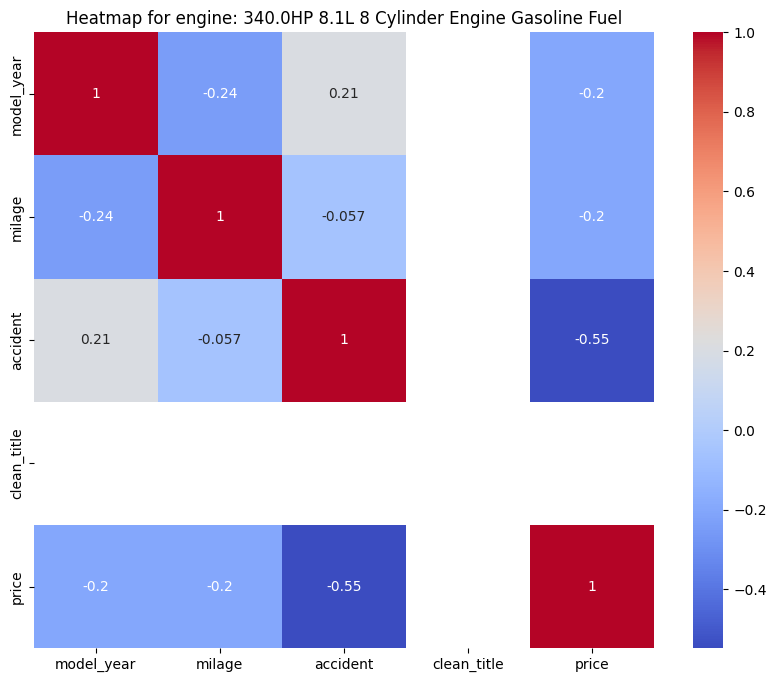 Heatmap for engine: 340.0HP 8.1L 8 Cylinder Engine Gasoline Fuel
model_year
1
-0.24
0.21
-0.2
milage
-0.24
1
-0.057
-0.2
accident
0.21
-0.057
1
-0.55
clean_title
price
-0.2
-0.2
-0.55
1
model_year
milage
accident
clean_title
price
1.0
0.8
0.6
0.4
0.2
0.0
−0.2
−0.4